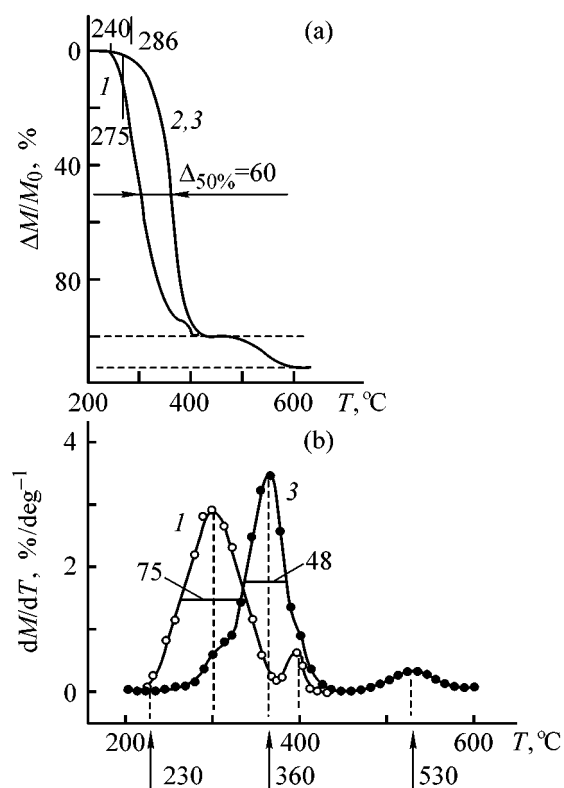 240 286 (a)
0
1 2,3
275
40
Δ50%=60
ΔM/M0, %
80
200 400 600 T, °C
(b)
4
1 3
75 48
2
dM/dT, %/deg−1
0
200 400 600 T, °C
230 360 530